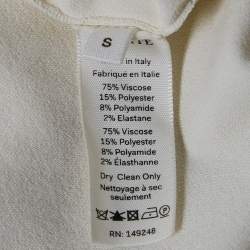 S
in Italy
Fabriqué en Italie
75% Viscose
15% Polyester
8% Polyamide
2% Elastane
75% Viscose
15% Polyester
8% Polyamide
2% Élasthanne
Dry Clean Only
Nettoyage à sec
seulement
RN: 149248